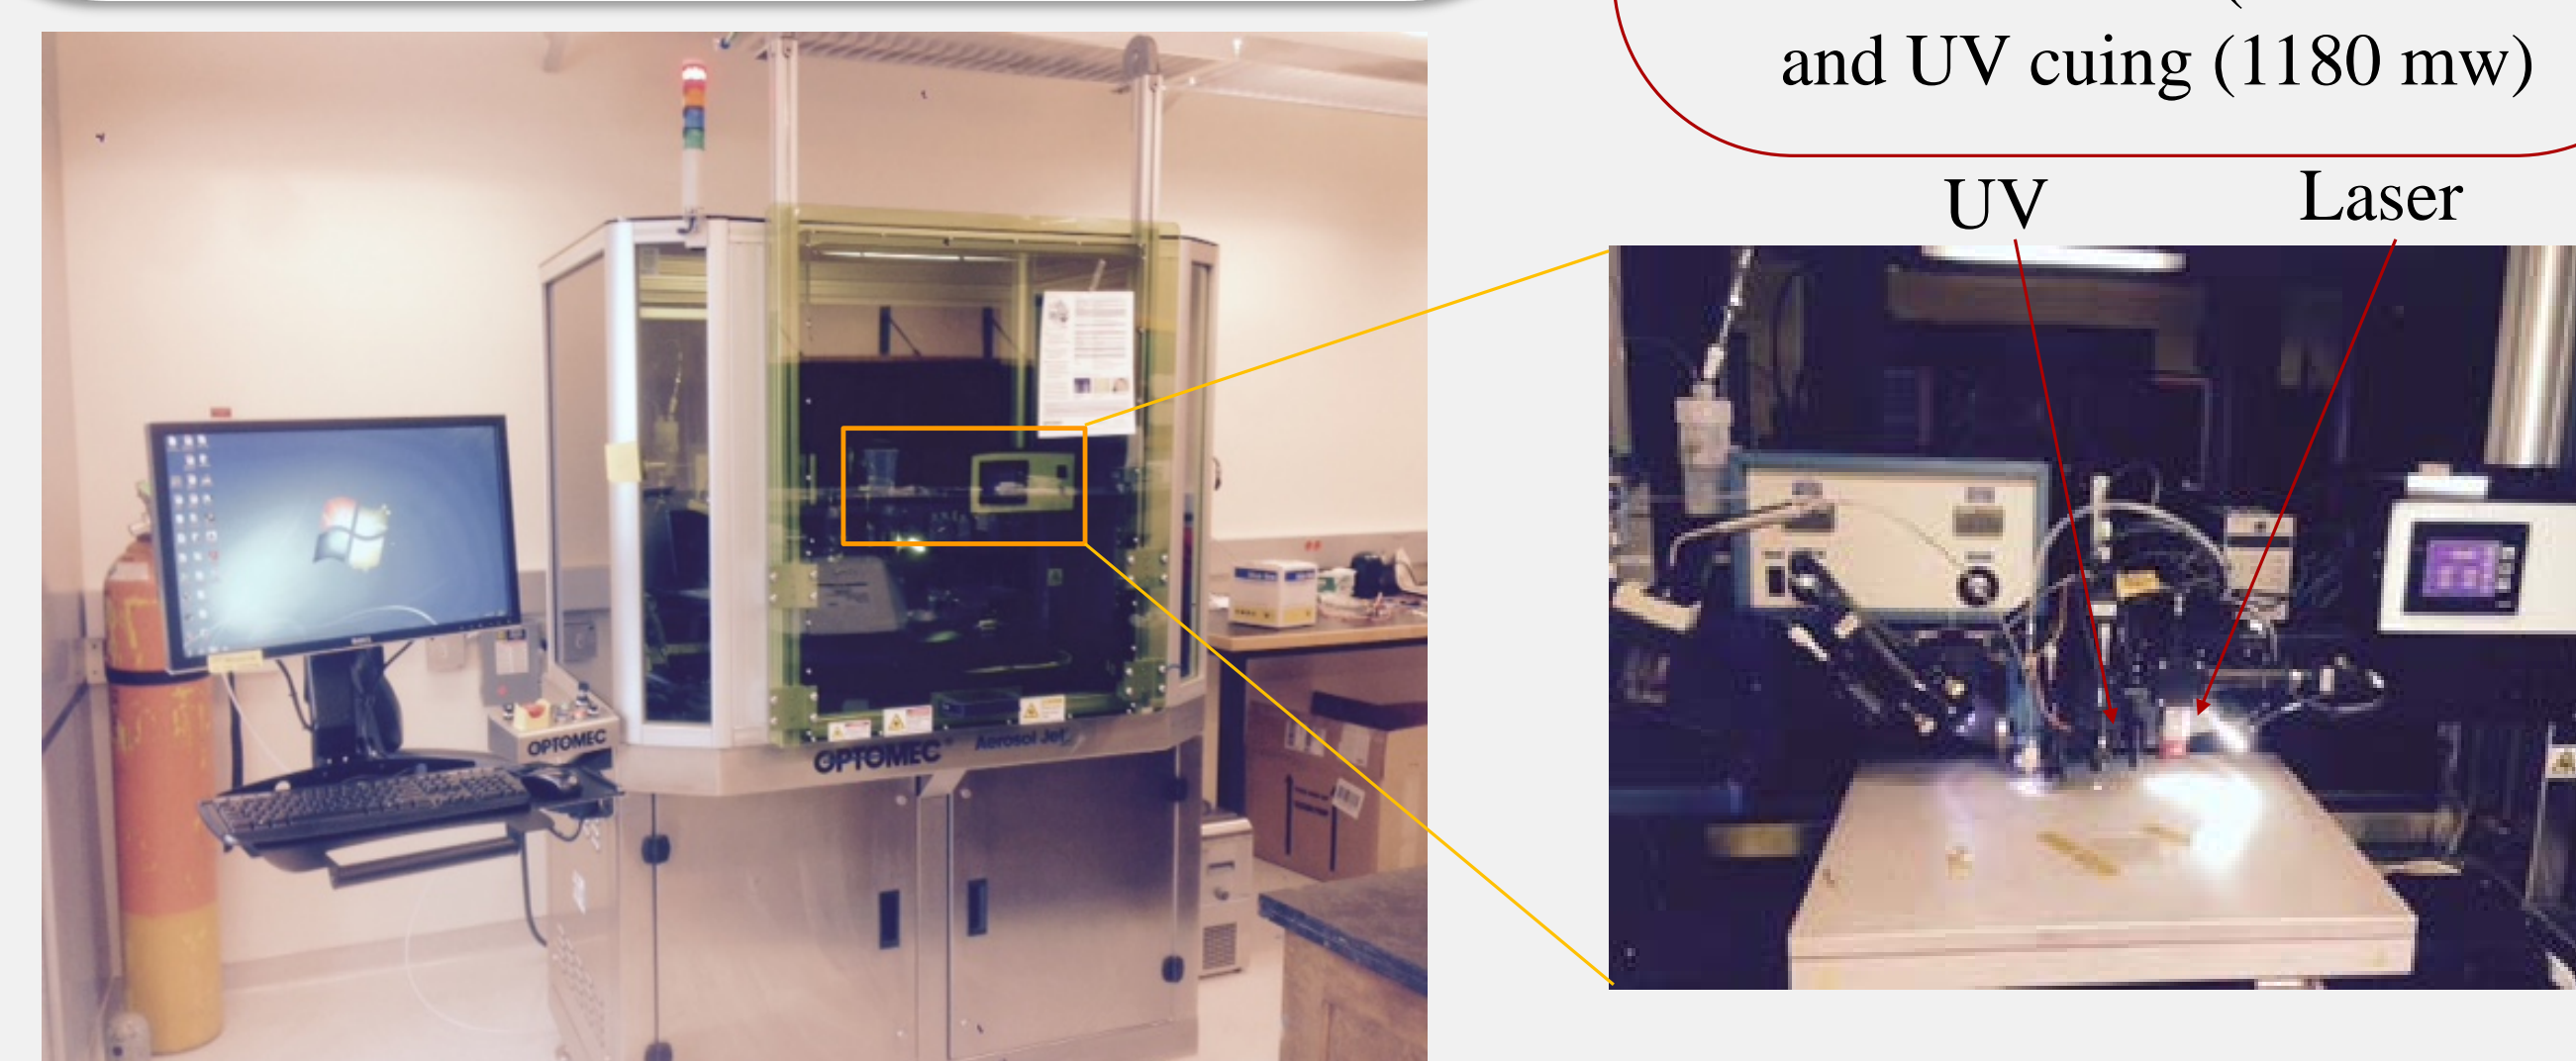 and UV cuing (1180 mw)
UV
Laser
OPTOMEC
OPTOMEC® Aerosol Jet